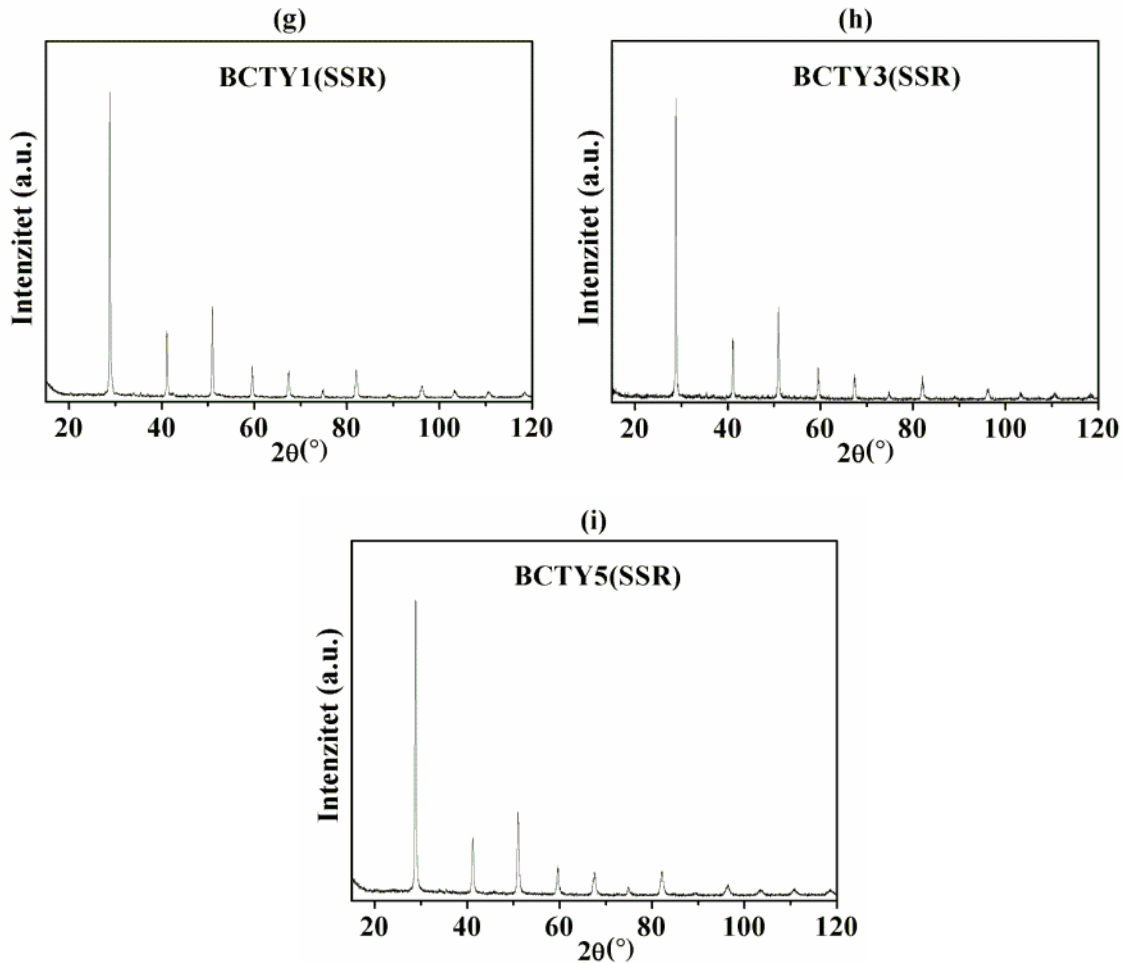 (g)
BCTY1(SSR)
Intenzitet (a.u.)
20 40 60 80 100 120
2θ(°)
(h)
BCTY3(SSR)
Intenzitet (a.u.)
20 40 60 80 100 120
2θ(°)
(i)
BCTY5(SSR)
Intenzitet (a.u.)
20 40 60 80 100 120
2θ(°)